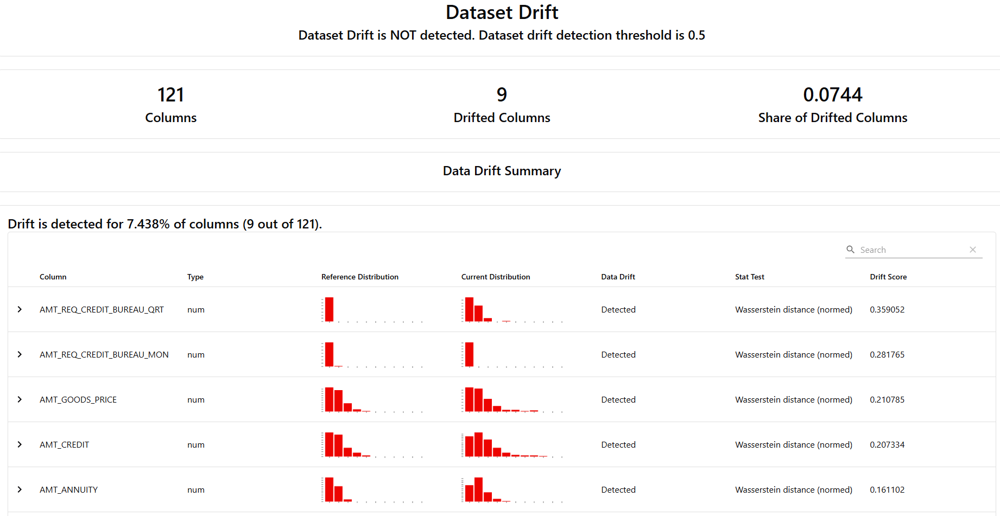 Dataset Drift
Dataset Drift is NOT detected. Dataset drift detection threshold is 0.5
121 9 0.0744
Columns Drifted Columns Share of Drifted Columns
Data Drift Summary
Drift is detected for 7.438% of columns (9 out of 121).
Search
Column Type Reference Distribution Current Distribution Data Drift Stat Test Drift Score
AMT_REQ_CREDIT_BUREAU_QRT num Detected Wasserstein distance (normed) 0.359052
AMT_REQ_CREDIT_BUREAU_MON num Detected Wasserstein distance (normed) 0.281765
AMT_GOODS_PRICE num Detected Wasserstein distance (normed) 0.210785
AMT_CREDIT num Detected Wasserstein distance (normed) 0.207334
AMT_ANNUITY num Detected Wasserstein distance (normed) 0.161102